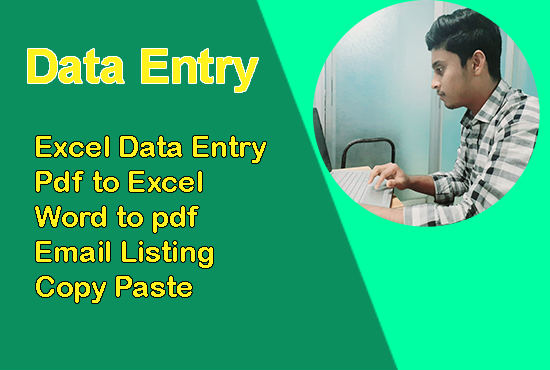 Data Entry
Excel Data Entry
Pdf to Excel
Word to pdf
Email Listing
Copy Paste